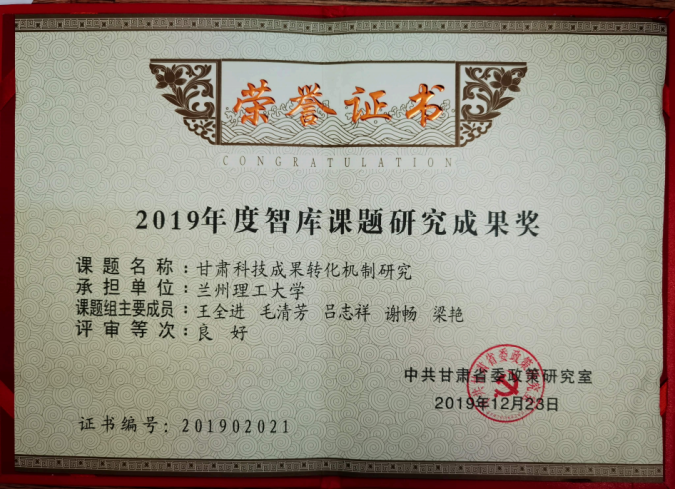 荣誉证书
CONGRATULATION
2019年度智库课题研究成果奖
课题名称：甘肃科技成果转化机制研究
承担单位：兰州理工大学
课题组主要成员：王全进 毛清芳 吕志祥 谢畅 梁艳
评审等次：良 好
中共甘肃省委政策研究室
2019年12月23日
证书编号：201902021